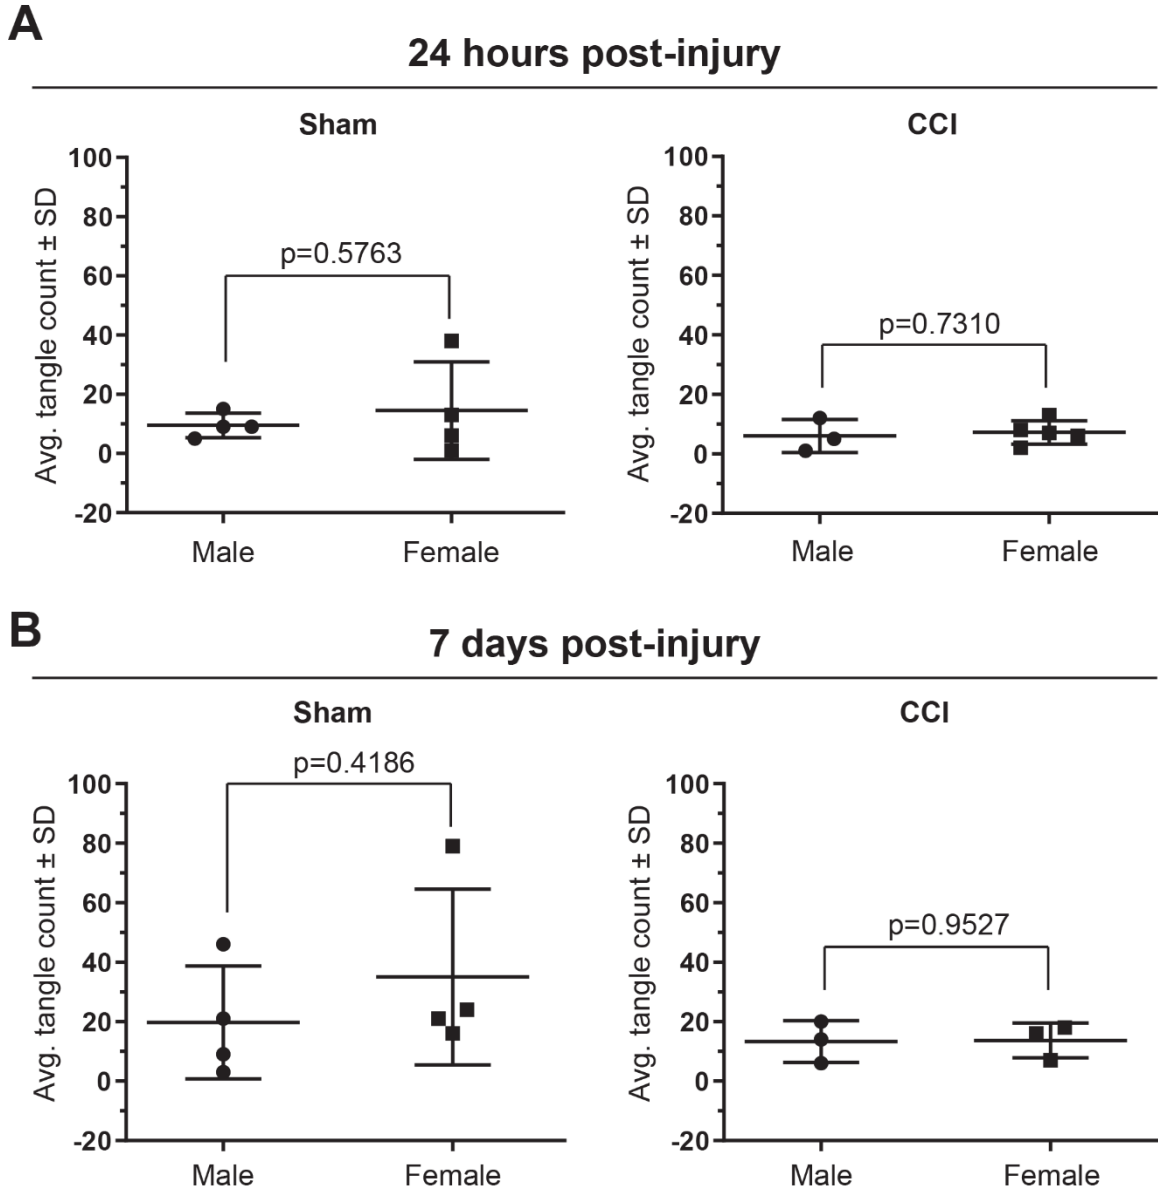 A
24 hours post-injury
Sham
CCI
Avg. tangle count ± SD
100
80
60
40
20
0
-20
p=0.5763
Male
Female
Avg. tangle count ± SD
100
80
60
40
20
0
-20
p=0.7310
Male
Female
B
7 days post-injury
Sham
CCI
Avg. tangle count ± SD
100
80
60
40
20
0
-20
p=0.4186
Male
Female
Avg. tangle count ± SD
100
80
60
40
20
0
-20
p=0.9527
Male
Female